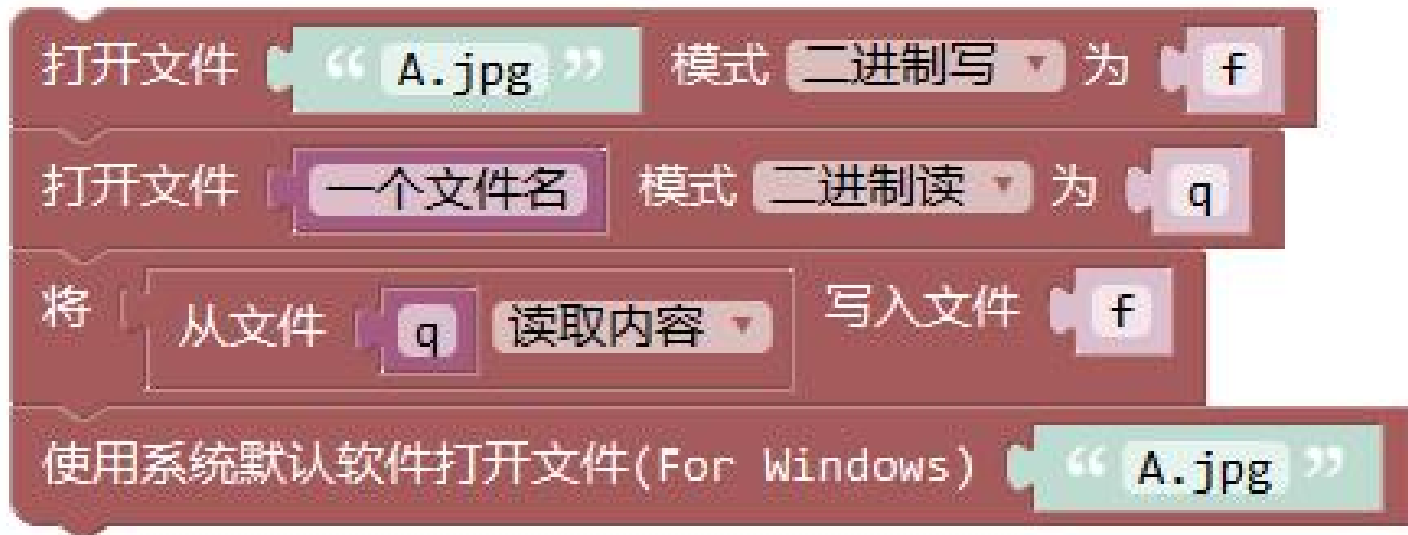 打开文件 “ A.jpg ” 模式 二进制写 为 f
打开文件 一个文件名 模式 二进制读 为 q
将 从文件 q 读取内容 写入文件 f
使用系统默认软件打开文件(For Windows) “ A.jpg ”